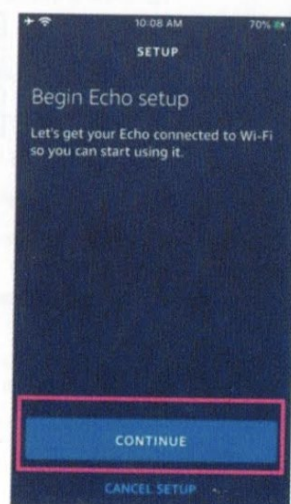 10:08 AM 70%
SETUP
Begin Echo setup
Let's get your Echo connected to Wi-Fi
so you can start using it.
CONTINUE
CANCEL SETUP